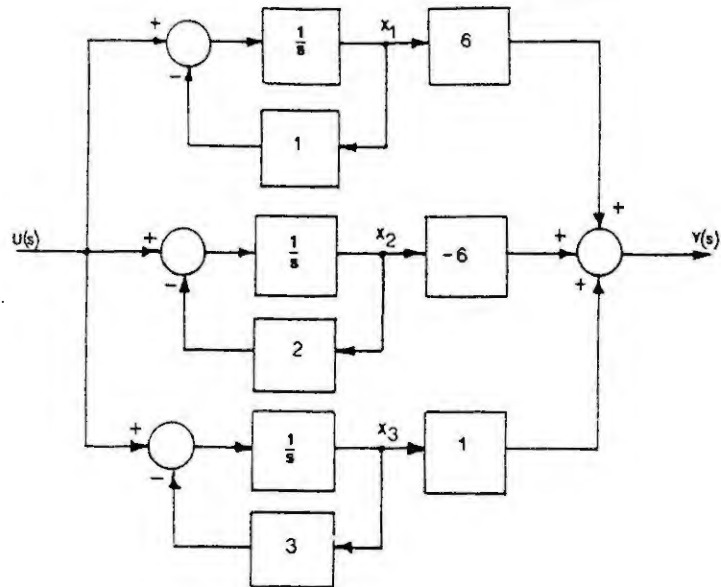 + 1/s x1 6
-
1
+
U(s) + 1/s x2 -6 + Y(s)
- +
2
+ 1/s x3 1
-
3